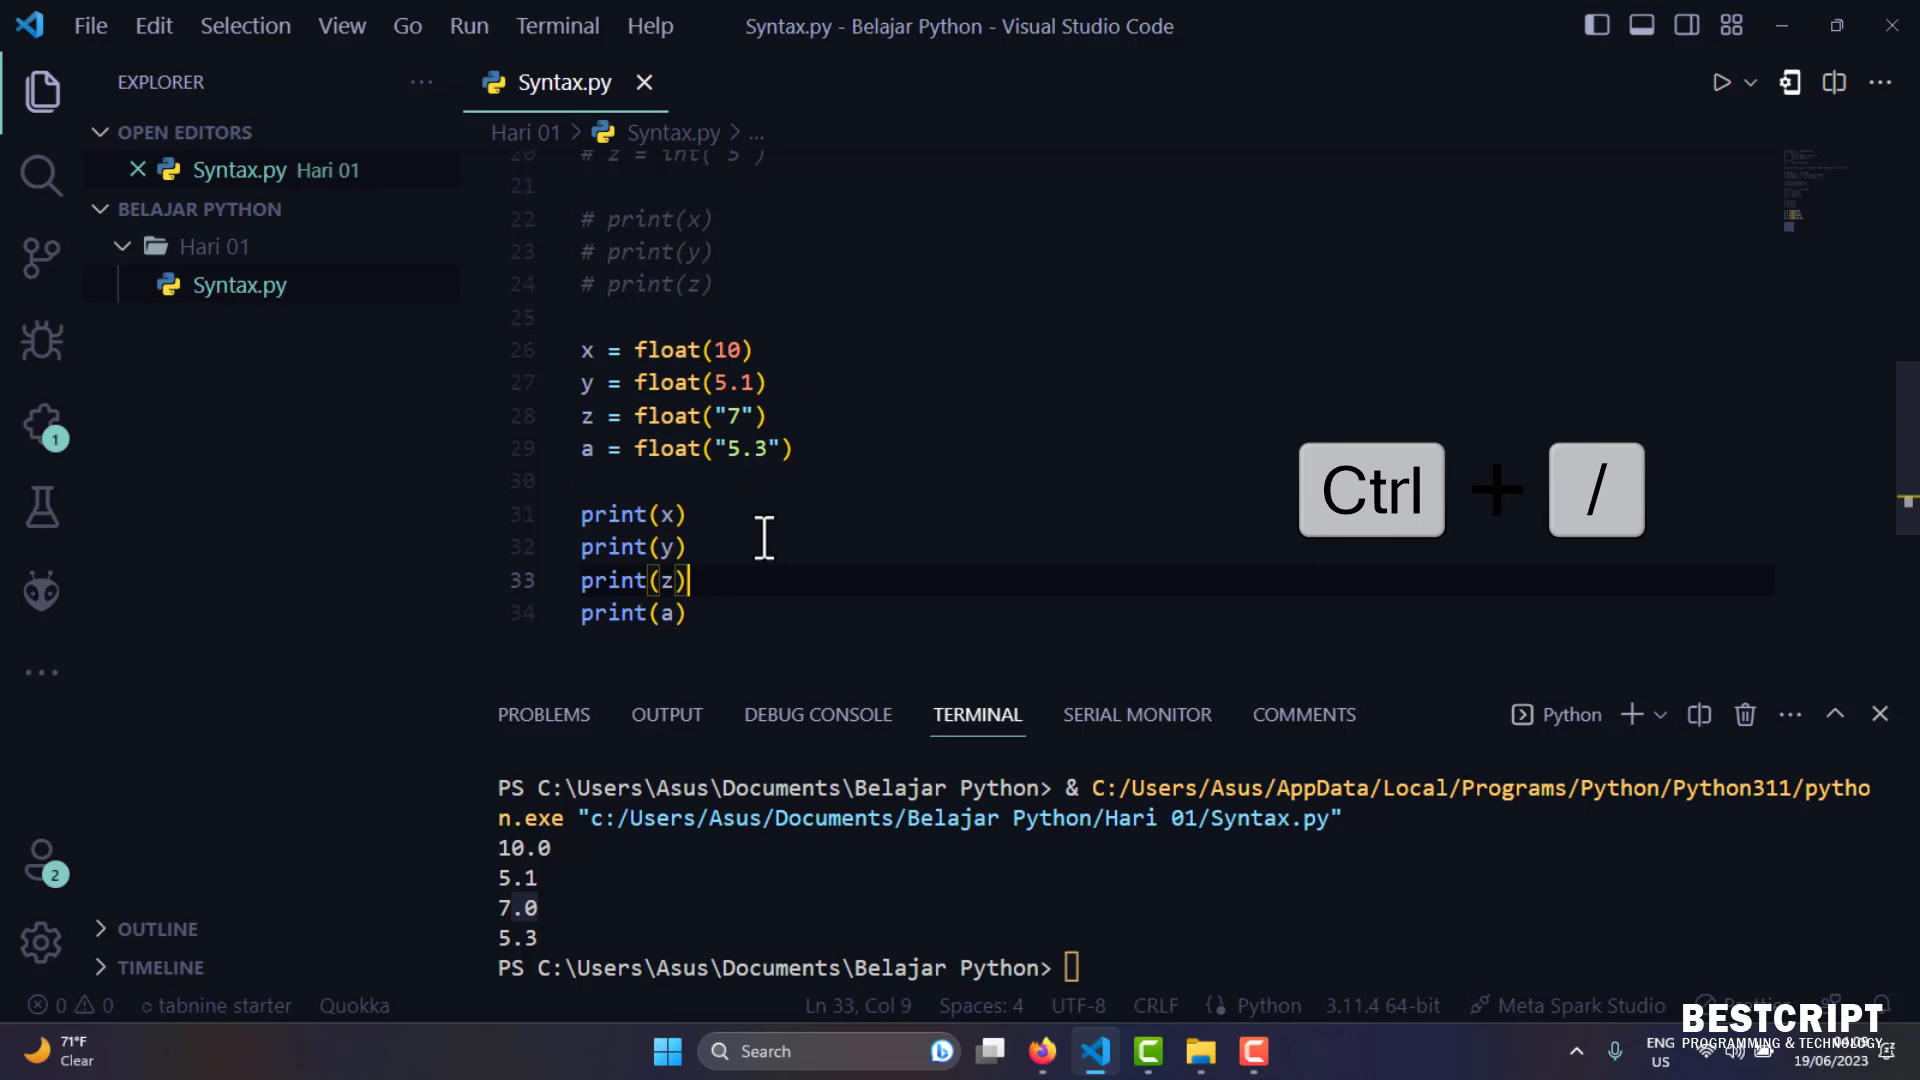 File Edit Selection View Go Run Terminal Help
Syntax.py - Belajar Python - Visual Studio Code
EXPLORER
OPEN EDITORS
Syntax.py Hari 01
BELAJAR PYTHON
Hari 01
Syntax.py
OUTLINE
TIMELINE
1
2
Syntax.py
Hari 01 > Syntax.py > ...
20 # z = int( 5 )
21
22 # print(x)
23 # print(y)
24 # print(z)
25
26 x = float(10)
27 y = float(5.1)
28 z = float("7")
29 a = float("5.3")
30
31 print(x)
32 print(y)
33 print(z)
34 print(a)
Ctrl + /
PROBLEMS OUTPUT DEBUG CONSOLE TERMINAL SERIAL MONITOR COMMENTS
Python
PS C:\Users\Asus\Documents\Belajar Python> & C:/Users/Asus/AppData/Local/Programs/Python/Python311/pytho
n.exe "c:/Users/Asus/Documents/Belajar Python/Hari 01/Syntax.py"
10.0
5.1
7.0
5.3
PS C:\Users\Asus\Documents\Belajar Python>
0 0 tabnine starter Quokka
Ln 33, Col 9 Spaces: 4 UTF-8 CRLF Python 3.11.4 64-bit Meta Spark Studio
BESTCRIPT
PROGRAMMING & TECHNOLOGY
71°F
Clear
Search
ENG
US
19/06/2023